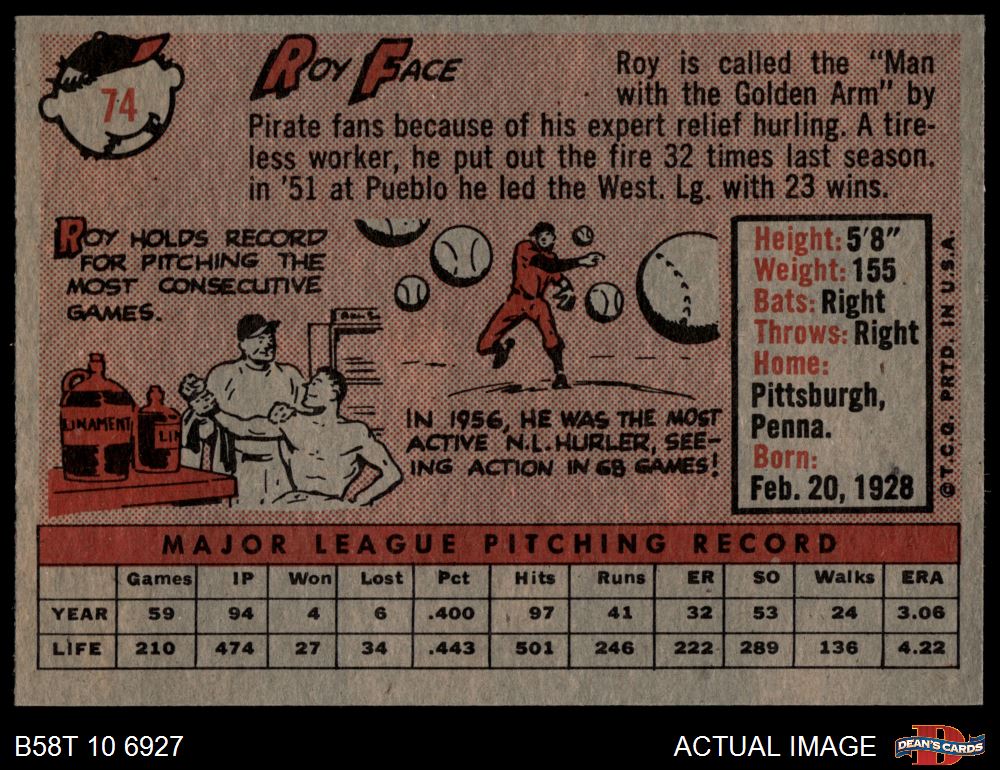 74
ROY FACE
Roy is called the "Man
with the Golden Arm" by
Pirate fans because of his expert relief hurling. A tire-
less worker, he put out the fire 32 times last season.
in '51 at Pueblo he led the West. Lg. with 23 wins.
ROY HOLDS RECORD
FOR PITCHING THE
MOST CONSECUTIVE
GAMES.
LINAMENT
LIN
IN 1956, HE WAS THE MOST
ACTIVE N.L. HURLER, SEE-
ING ACTION IN 68 GAMES!
Height: 5'8"
Weight: 155
Bats: Right
Throws: Right
Home:
Pittsburgh,
Penna.
Born:
Feb. 20, 1928
© T.C.G. PRTD. IN U.S.A.
MAJOR LEAGUE PITCHING RECORD
Games IP Won Lost Pct Hits Runs ER SO Walks ERA
YEAR 59 94 4 6 .400 97 41 32 53 24 3.06
LIFE 210 474 27 34 .443 501 246 222 289 136 4.22
B58T 10 6927
ACTUAL IMAGE
D
DEAN'S CARDS